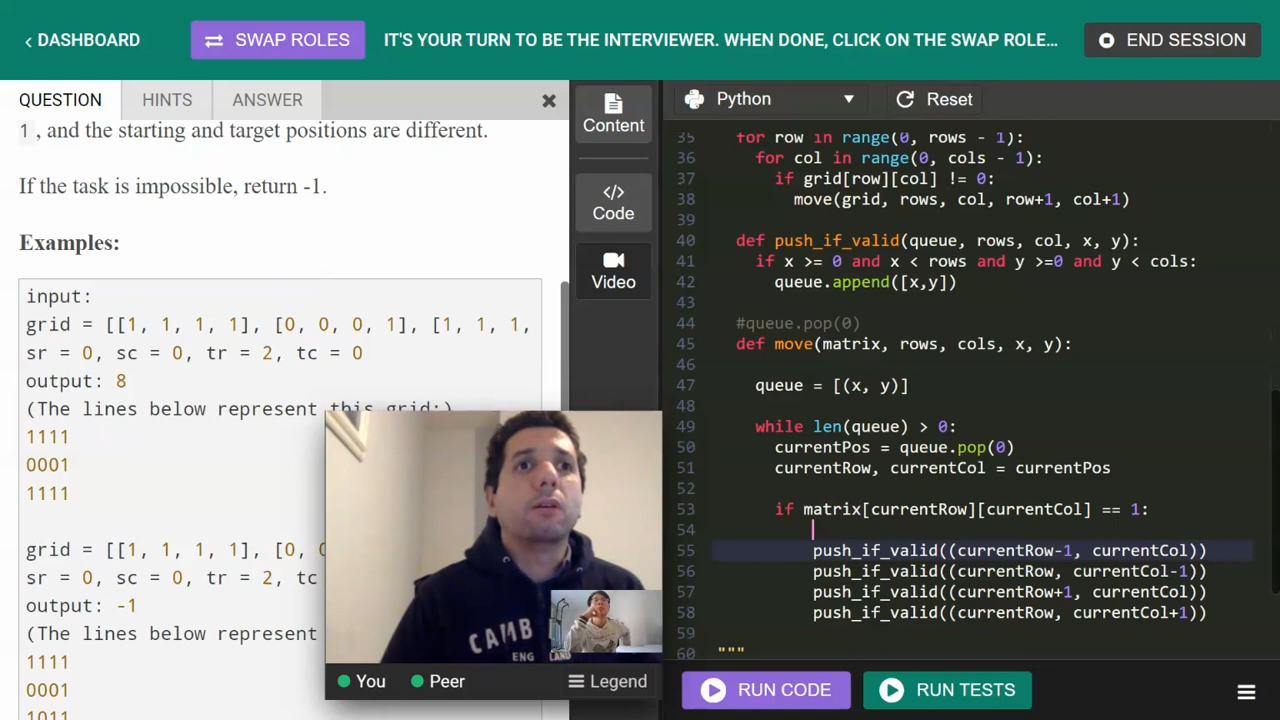 DASHBOARD
SWAP ROLES
IT'S YOUR TURN TO BE THE INTERVIEWER. WHEN DONE, CLICK ON THE SWAP ROLE...
END SESSION
QUESTION
HINTS
ANSWER
1 , and the starting and target positions are different.
If the task is impossible, return -1.
Examples:
input:
grid = [[1, 1, 1, 1], [0, 0, 0, 1], [1, 1, 1,
sr = 0, sc = 0, tr = 2, tc = 0
output: 8
(The lines below represent this grid:)
1111
0001
1111
grid = [[1, 1, 1, 1], [0, 0
sr = 0, sc = 0, tr = 2, tc
output: -1
(The lines below represent
1111
0001
1011
Content
Code
Video
CAMB
ENG LAND
You
Peer
Legend
Python
Reset
35 for row in range(0, rows - 1):
36 for col in range(0, cols - 1):
37 if grid[row][col] != 0:
38 move(grid, rows, col, row+1, col+1)
39
40 def push_if_valid(queue, rows, col, x, y):
41 if x >= 0 and x < rows and y >=0 and y < cols:
42 queue.append([x,y])
43
44 #queue.pop(0)
45 def move(matrix, rows, cols, x, y):
46
47 queue = [(x, y)]
48
49 while len(queue) > 0:
50 currentPos = queue.pop(0)
51 currentRow, currentCol = currentPos
52
53 if matrix[currentRow][currentCol] == 1:
54
55 push_if_valid((currentRow-1, currentCol))
56 push_if_valid((currentRow, currentCol-1))
57 push_if_valid((currentRow+1, currentCol))
58 push_if_valid((currentRow, currentCol+1))
59
60 """
RUN CODE
RUN TESTS